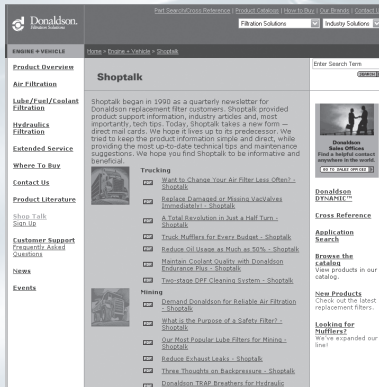 Part Search/Cross Reference | Product Catalogs | How to Buy | Our Brands | Contact U
Donaldson.
Filtration Solutions
Filtration Solutions
Industry Solutions
ENGINE + VEHICLE
Home > Engine + Vehicle > Shoptalk
Enter Search Term
Product Overview
Air Filtration
Lube/Fuel/Coolant
Filtration
Hydraulics
Filtration
Extended Service
Where To Buy
Contact Us
Product Literature
Shop Talk
Sign Up
Customer Support
Frequently Asked
Questions
News
Events
Shoptalk
Shoptalk began in 1990 as a quarterly newsletter for
Donaldson replacement filter customers. Shoptalk provided
product support information, industry articles and, most
importantly, tech tips. Today, Shoptalk takes a new form —
direct mail cards. We hope it lives up to its predecessor. We
tried to keep the product information simple and direct, while
providing the most up-to-date technical tips and maintenance
suggestions. We hope you find Shoptalk to be informative and
beneficial.
Trucking
Want to Change Your Air Filter Less Often? -
Shoptalk
Replace Damaged or Missing VacValves
Immediately! - Shoptalk
A Total Revolution in Just a Half Turn -
Shoptalk
Truck Mufflers for Every Budget - Shoptalk
Reduce Oil Usage as Much as 50% - Shoptalk
Maintain Coolant Quality with Donaldson
Endurance Plus - Shoptalk
Two-stage DPF Cleaning System - Shoptalk
Mining
Demand Donaldson for Reliable Air Filtration
- Shoptalk
What is the Purpose of a Safety Filter? -
Shoptalk
Our Most Popular Lube Filters for Mining -
Shoptalk
Reduce Exhaust Leaks - Shoptalk
Three Thoughts on Backpressure - Shoptalk
Donaldson TRAP Breathers for Hydraulic
Donaldson
Sales Offices
Find a helpful contact
anywhere in the world.
GO TO SALES OFFICES
Donaldson
DYNAMIC™
Cross Reference
Application
Search
Browse the
catalog
View products in our
catalog.
New Products
Check out the latest
replacement filters.
Looking for
Mufflers?
We've expanded our
line!